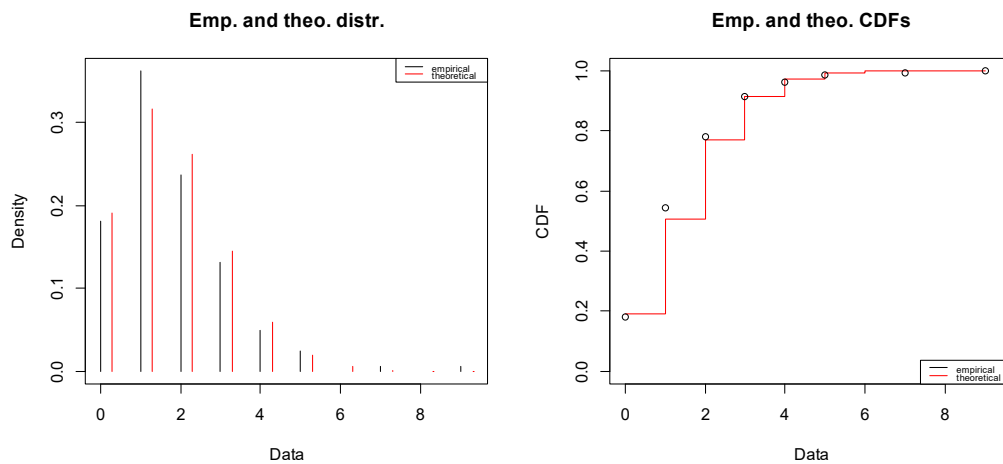 Emp. and theo. distr.
empirical
theoretical
Density
0.0
0.1
0.2
0.3
0
2
4
6
8
Data
Emp. and theo. CDFs
CDF
0.0
0.2
0.4
0.6
0.8
1.0
empirical
theoretical
0
2
4
6
8
Data